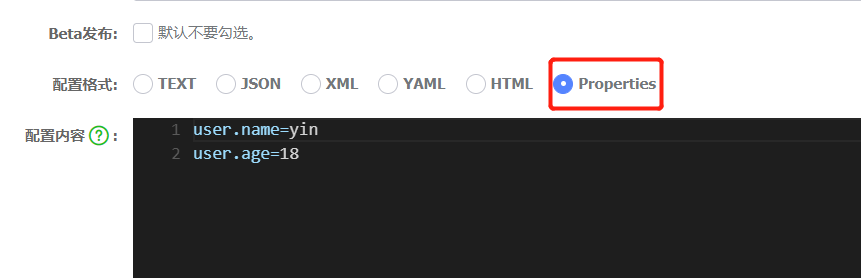 Beta发布: 默认不要勾选。
配置格式: TEXT JSON XML YAML HTML Properties
配置内容 ? : 1 user.name=yin
2 user.age=18